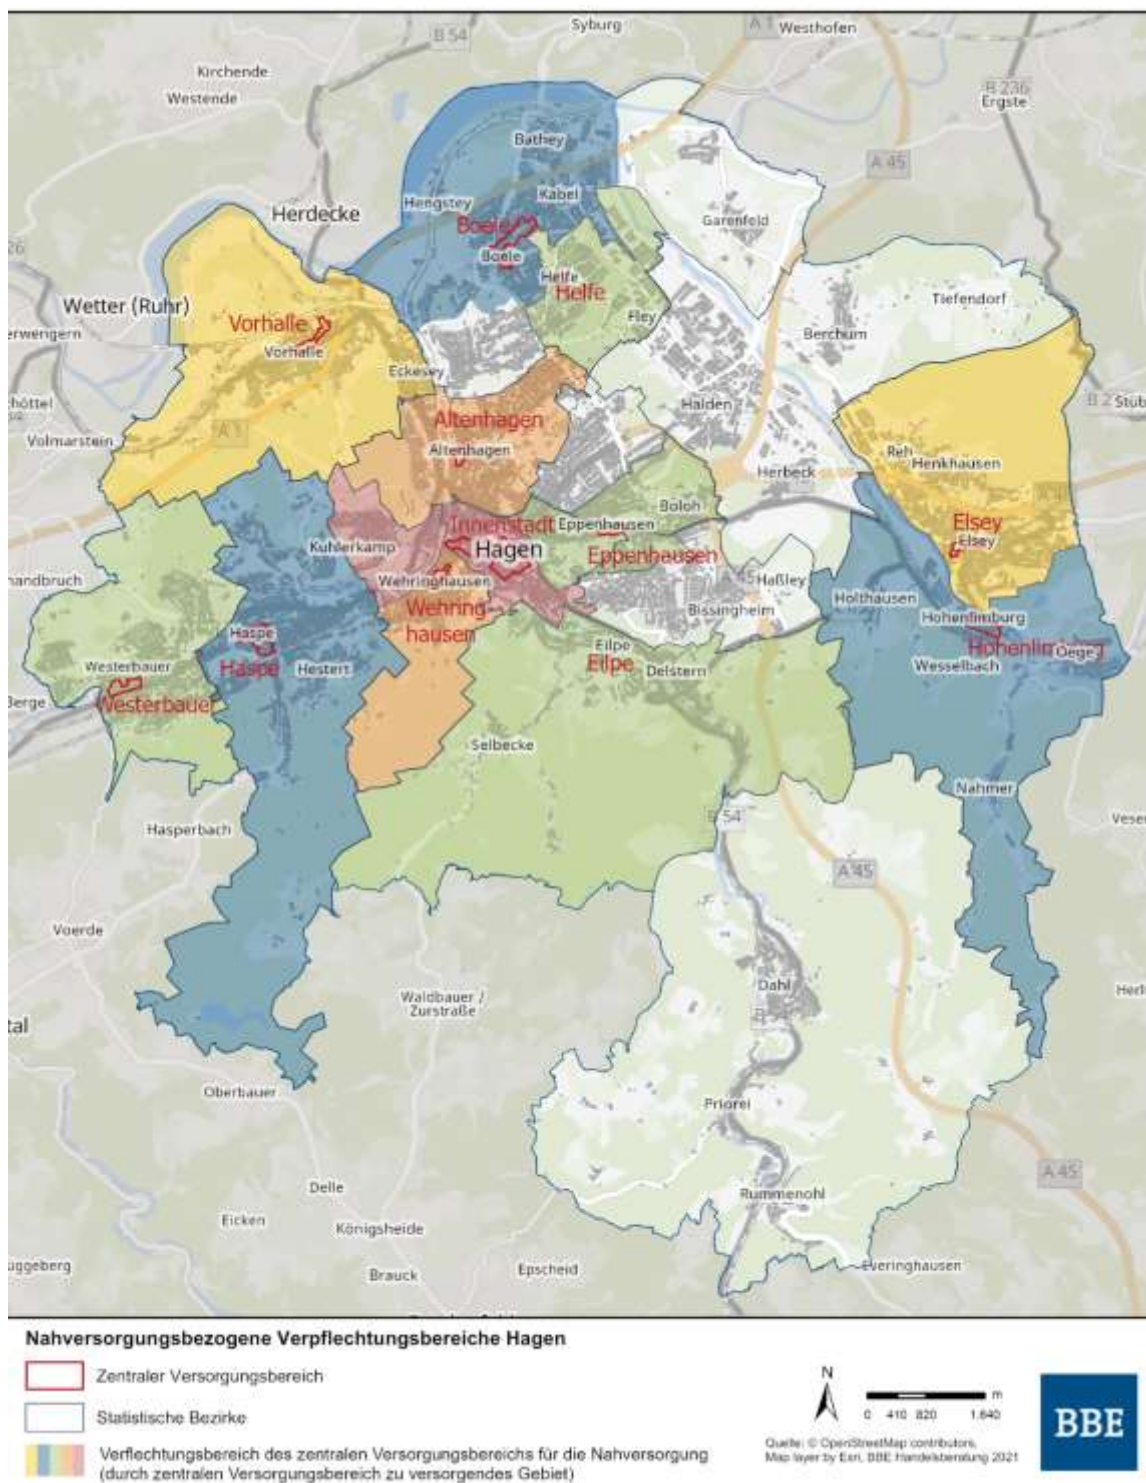 Syburg
A 1
Westhofen
B 54
Kirchende
Westende
B 236
Ergste
Bathey
A 45
Kabel
Hengstey
Herdecke
Garenfeld
Boele
Boele
Helfe
Helfe
Tiefendorf
Wetter (Ruhr)
Vorhalle
Fley
erwengern
Vorhalle
Berchum
Eckesey
Halden
Altenhagen
A 1
Volmarstein
Altenhagen
Reh
Henkhausen
Herbeck
Boloh
Innenstadt
Eppenhausen
Elsey
Elsey
Kuhlerkamp
Hagen
Eppenhausen
Wehringhausen
A 45
Haßley
Holthausen
Wehring
hausen
Bissingheim
Hohenlimburg
Haspe
Eilpe
Eilpe
Delstern
Oege
Westerbauer
Haspe
Hestert
Wesselbach
Westerbauer
Berge
Selbecke
Nahmer
Hasperbach
B 54
A 45
Voerde
Dahl
Waldbauer /
Zurstraße
Oberbauer
Priorei
A 45
Delle
Rummenohl
Eicken
Königsheide
uggeberg
Brauck
Epscheid
Everinghausen
Nahversorgungsbezogene Verpflechtungsbereiche Hagen
Zentraler Versorgungsbereich
Statistische Bezirke
Verflechtungsbereich des zentralen Versorgungsbereichs für die Nahversorgung
(durch zentralen Versorgungsbereich zu versorgendes Gebiet)
N
m
0 410 820 1.640
Quelle: © OpenStreetMap contributors,
Map layer by Esri, BBE Handelsberatung 2021
BBE